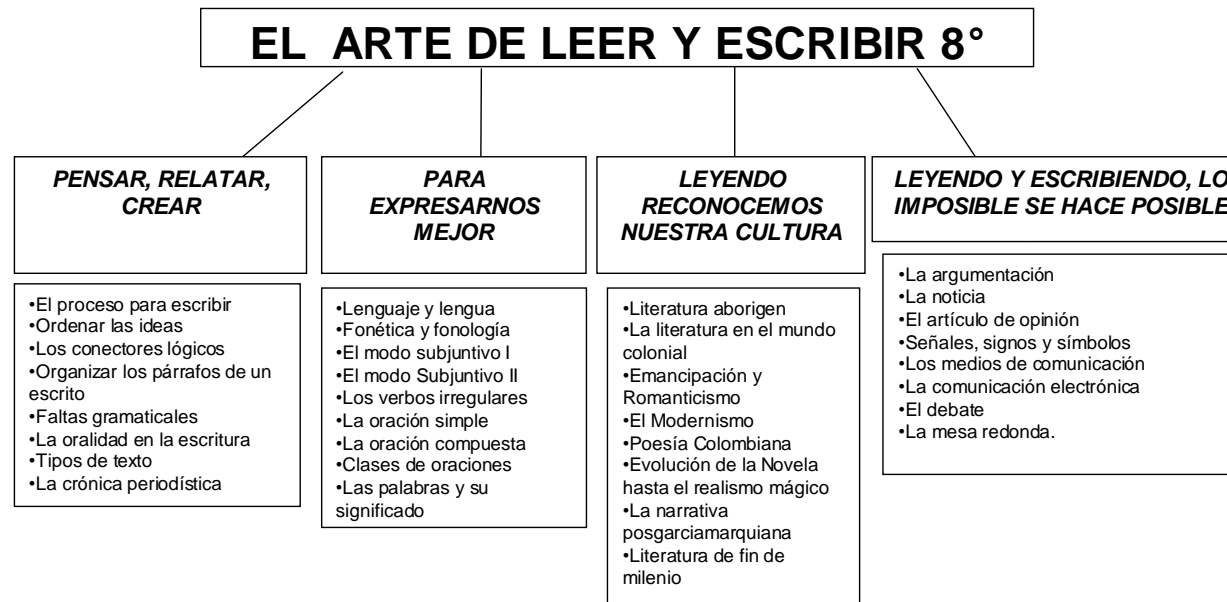 EL ARTE DE LEER Y ESCRIBIR 8°
PENSAR, RELATAR,
CREAR
•El proceso para escribir
•Ordenar las ideas
•Los conectores lógicos
•Organizar los párrafos de un
escrito
•Faltas gramaticales
•La oralidad en la escritura
•Tipos de texto
•La crónica periodística
PARA
EXPRESARNOS
MEJOR
•Lenguaje y lengua
•Fonética y fonología
•El modo subjuntivo I
•El modo Subjuntivo II
•Los verbos irregulares
•La oración simple
•La oración compuesta
•Clases de oraciones
•Las palabras y su
significado
LEYENDO
RECONOCEMOS
NUESTRA CULTURA
•Literatura aborigen
•La literatura en el mundo
colonial
•Emancipación y
Romanticismo
•El Modernismo
•Poesía Colombiana
•Evolución de la Novela
hasta el realismo mágico
•La narrativa
posgarciamarquiana
•Literatura de fin de
milenio
LEYENDO Y ESCRIBIENDO, LO
IMPOSIBLE SE HACE POSIBLE
•La argumentación
•La noticia
•El artículo de opinión
•Señales, signos y símbolos
•Los medios de comunicación
•La comunicación electrónica
•El debate
•La mesa redonda.